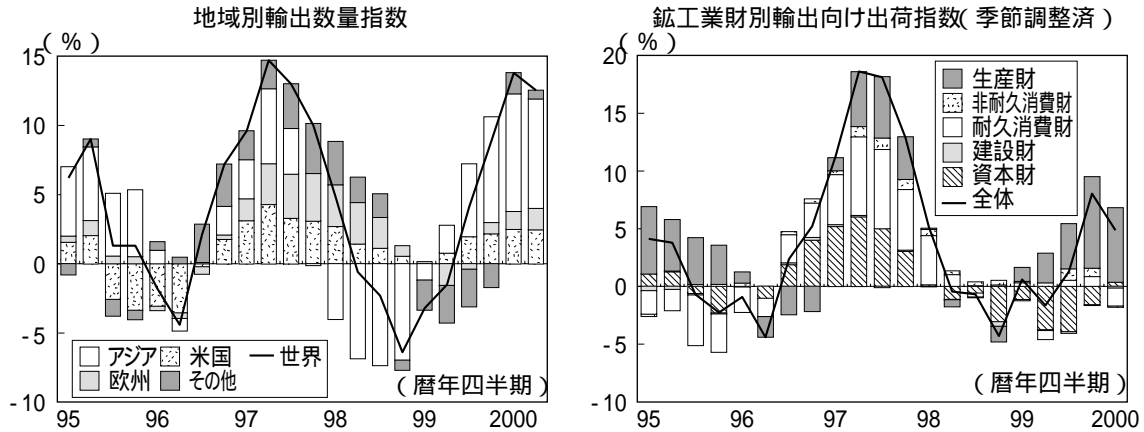 地域別輸出数量指数
(%)
15
10
5
0
-5
-10
アジア 米国 世界
欧州 その他
(暦年四半期)
95 96 97 98 99 2000
鉱工業財別輸出向け出荷指数(季節調整済)
(%)
20
15
10
5
0
-5
-10
生産財
非耐久消費財
耐久消費財
建設財
資本財
全体
(暦年四半期)
95 96 97 98 99 2000